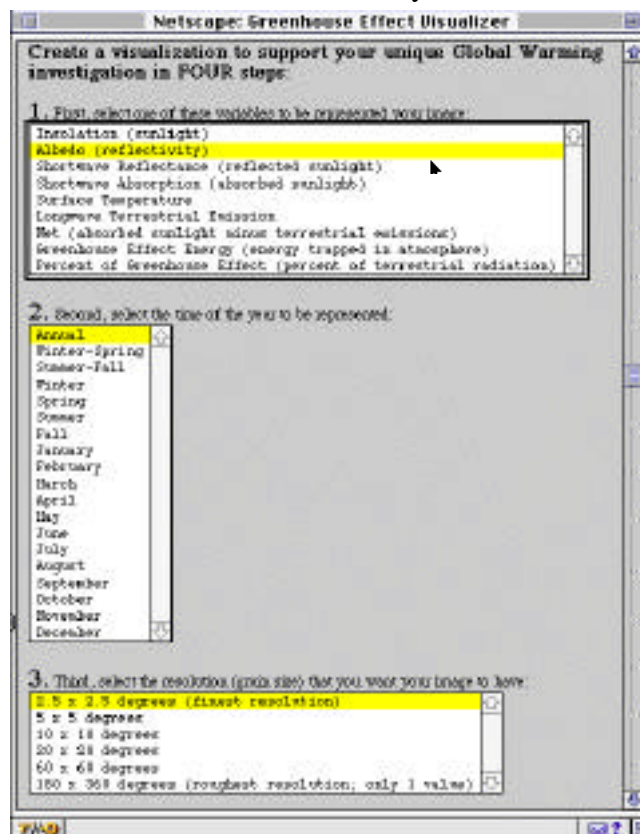 Netscape: Greenhouse Effect Visualizer
Create a visualization to support your unique Global Warming
investigation in FOUR steps:
1. First, select one of these variables to be represented your image:
Insolation (sunlight)
Albedo (reflectivity)
Shortwave Reflectance (reflected sunlight)
Shortwave Absorption (absorbed sunlight)
Surface Temperature
Longwave Terrestrial Emission
Net (absorbed sunlight minus terrestrial emissions)
Greenhouse Effect Energy (energy trapped in atmosphere)
Percent of Greenhouse Effect (percent of terrestrial radiation)
2. Second, select the time of the year to be represented:
Annual
Winter-Spring
Summer-Fall
Winter
Spring
Summer
Fall
January
February
March
April
May
June
July
August
September
October
November
December
3. Third, select the resolution (grain size) that you want your image to have:
2.5 x 2.5 degrees (finest resolution)
5 x 5 degrees
10 x 10 degrees
20 x 20 degrees
60 x 60 degrees
180 x 360 degrees (roughest resolution; only 1 value)